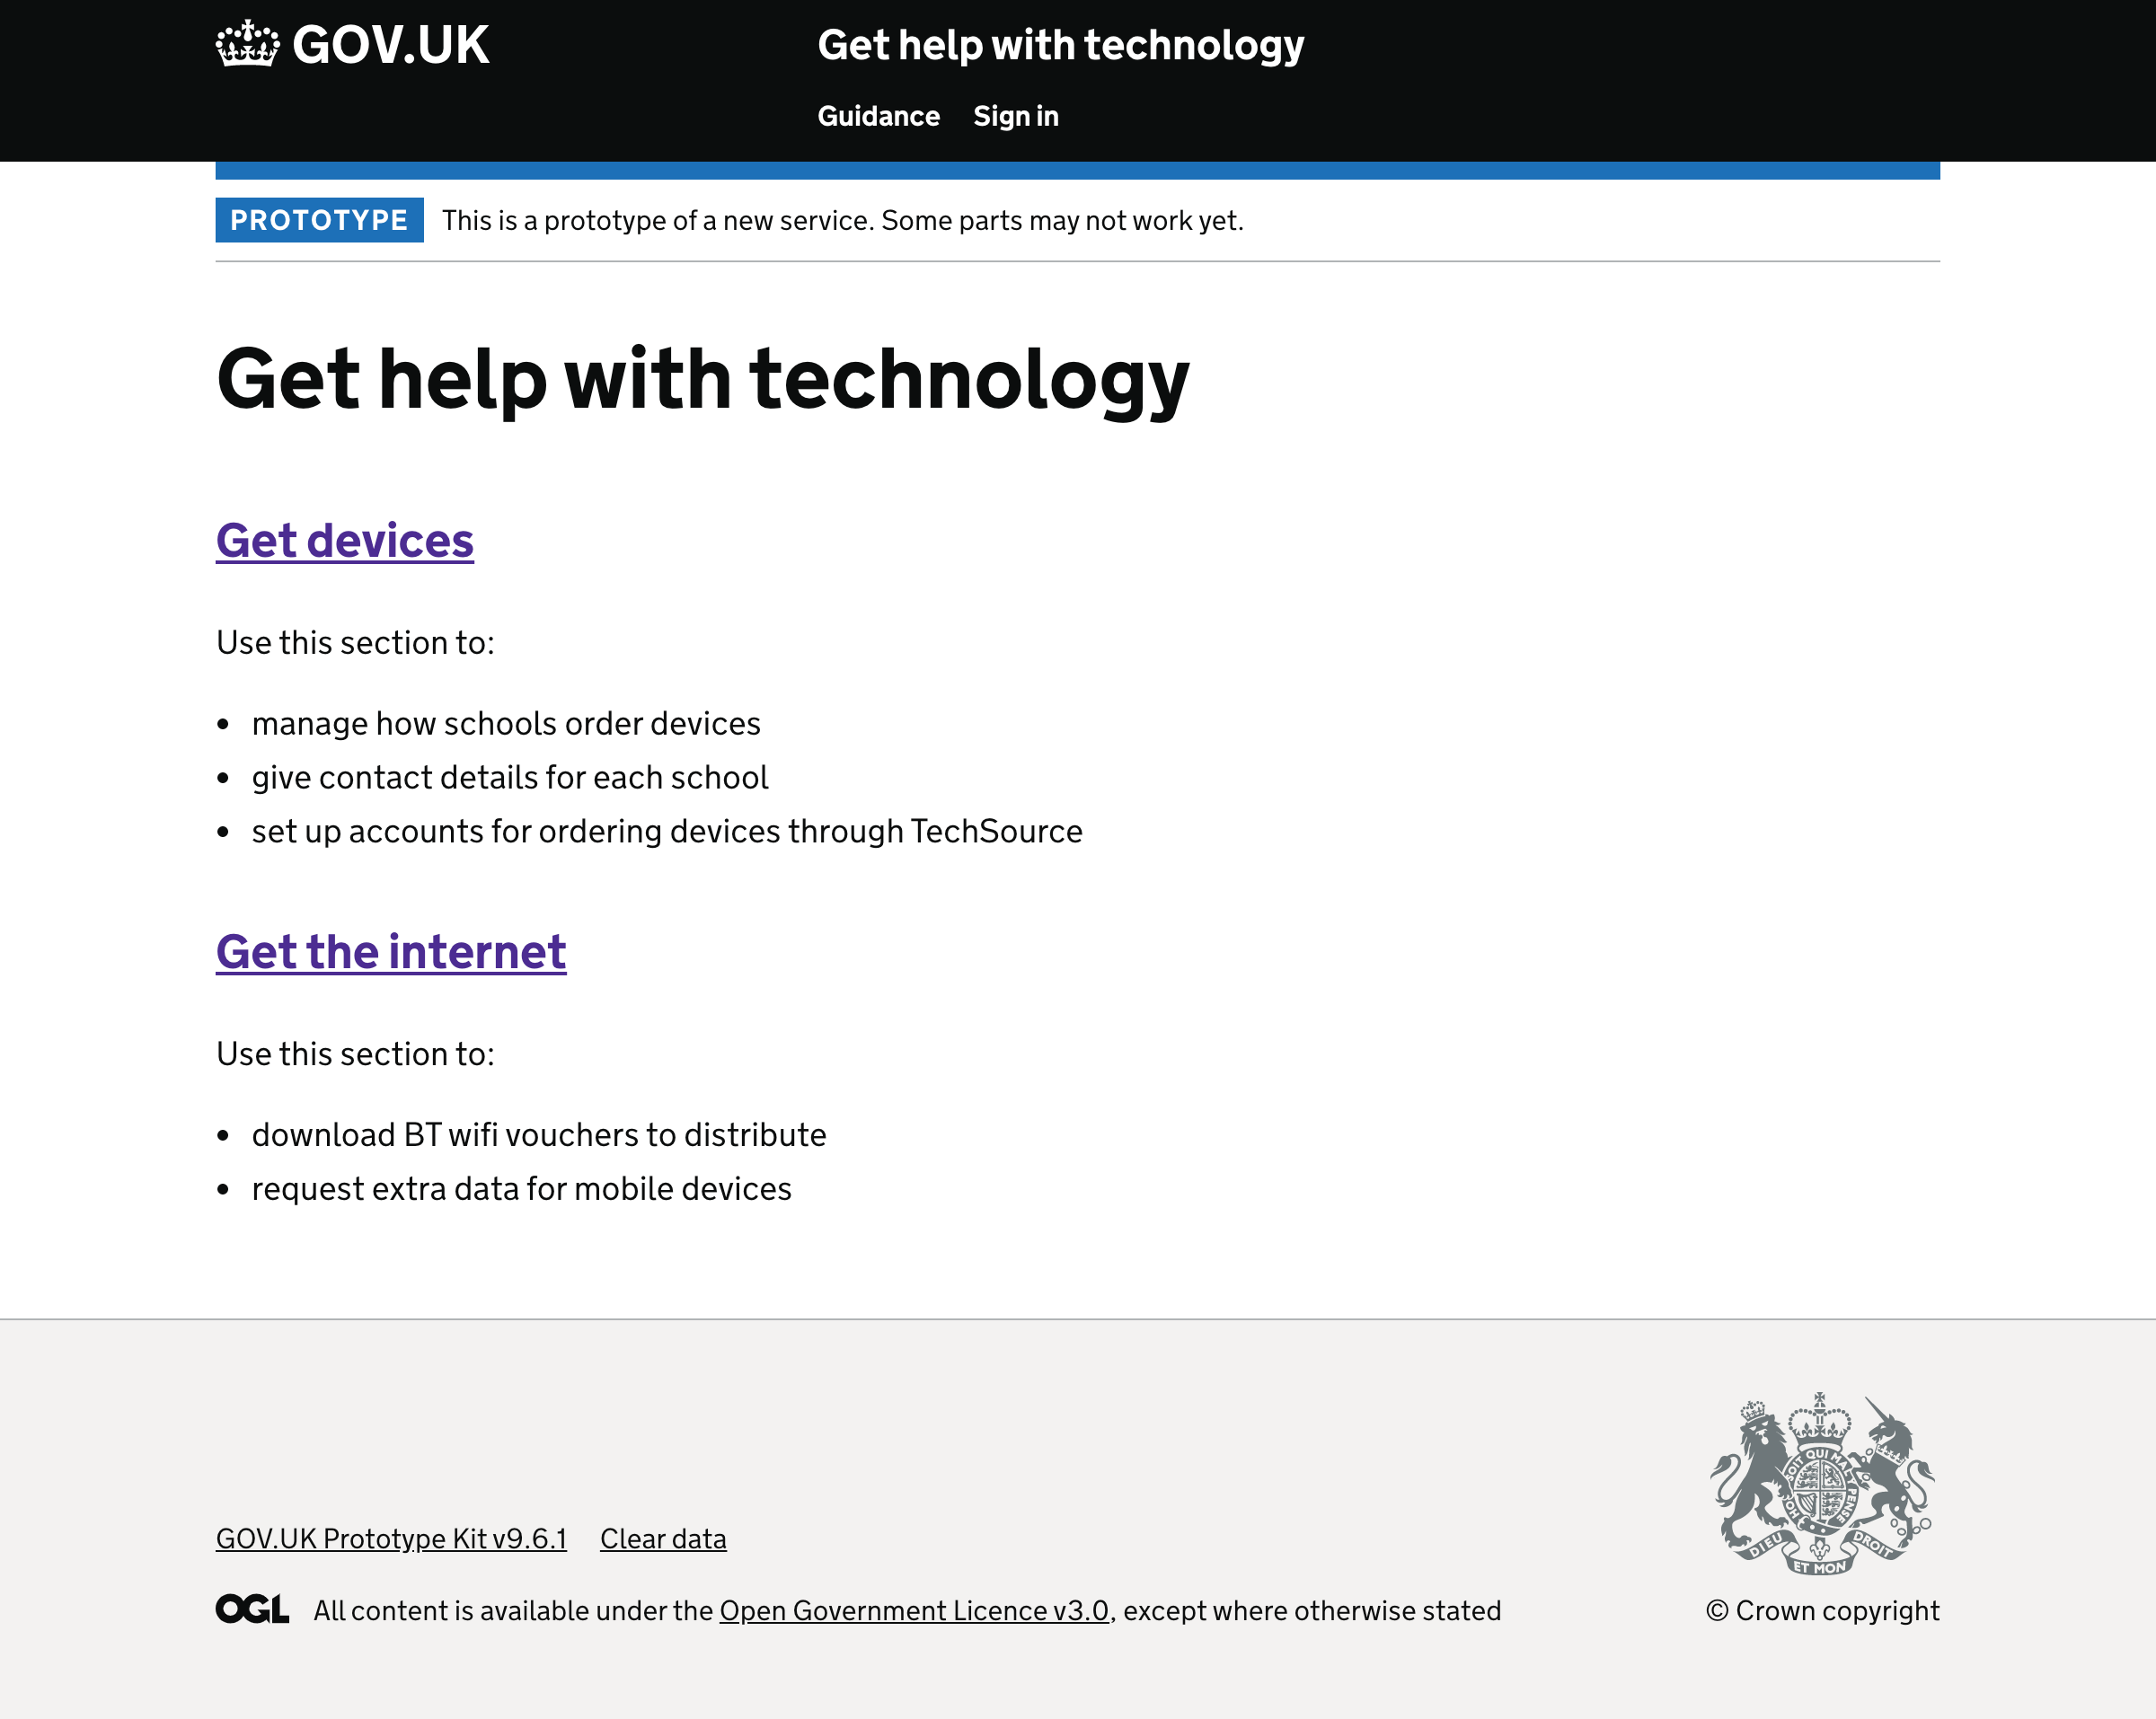 GOV.UK
Get help with technology
Guidance Sign in
PROTOTYPE This is a prototype of a new service. Some parts may not work yet.
Get help with technology
Get devices
Use this section to:
• manage how schools order devices
• give contact details for each school
• set up accounts for ordering devices through TechSource
Get the internet
Use this section to:
• download BT wifi vouchers to distribute
• request extra data for mobile devices
GOV.UK Prototype Kit v9.6.1 Clear data
OGL All content is available under the Open Government Licence v3.0, except where otherwise stated
SOIT QUI MAL PENSE
HON
DIEU ET MON DROIT
© Crown copyright